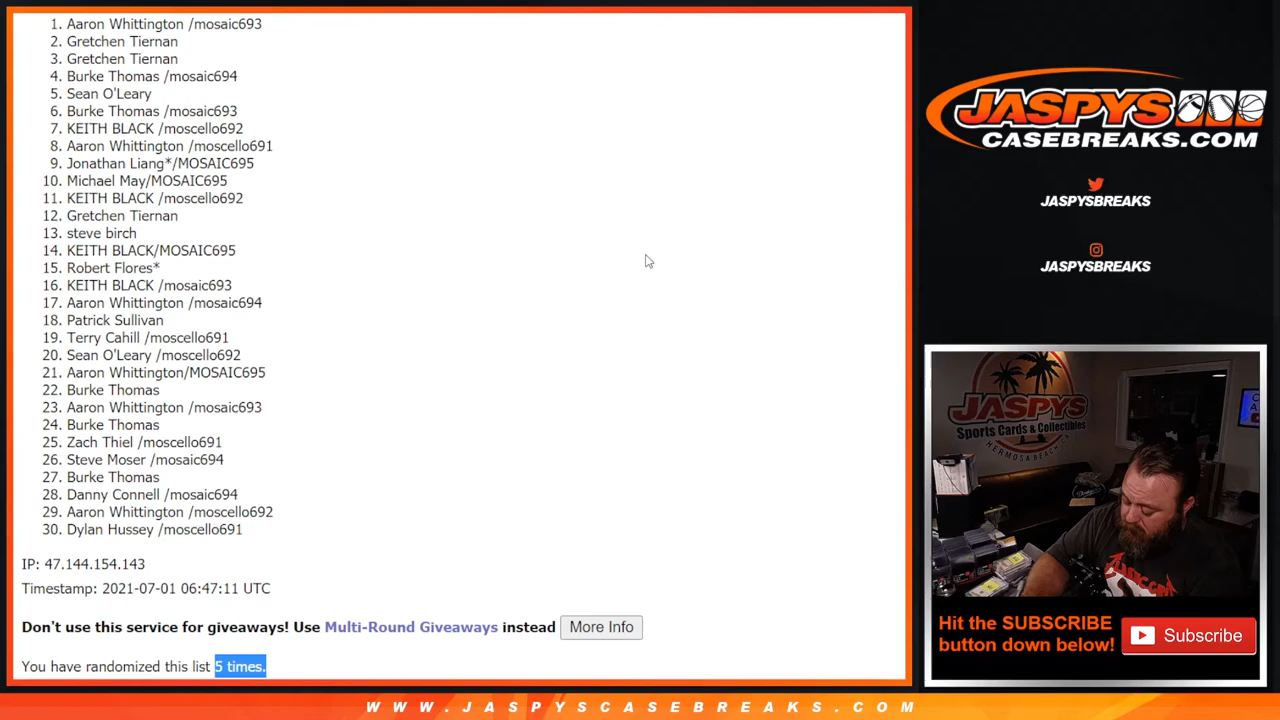 1. Aaron Whittington /mosaic693
2. Gretchen Tiernan
3. Gretchen Tiernan
4. Burke Thomas /mosaic694
5. Sean O'Leary
6. Burke Thomas /mosaic693
7. KEITH BLACK /moscello692
8. Aaron Whittington /moscello691
9. Jonathan Liang*/MOSAIC695
10. Michael May/MOSAIC695
11. KEITH BLACK /moscello692
12. Gretchen Tiernan
13. steve birch
14. KEITH BLACK/MOSAIC695
15. Robert Flores*
16. KEITH BLACK /mosaic693
17. Aaron Whittington /mosaic694
18. Patrick Sullivan
19. Terry Cahill /moscello691
20. Sean O'Leary /moscello692
21. Aaron Whittington/MOSAIC695
22. Burke Thomas
23. Aaron Whittington /mosaic693
24. Burke Thomas
25. Zach Thiel /moscello691
26. Steve Moser /mosaic694
27. Burke Thomas
28. Danny Connell /mosaic694
29. Aaron Whittington /moscello692
30. Dylan Hussey /moscello691
IP: 47.144.154.143
Timestamp: 2021-07-01 06:47:11 UTC
Don't use this service for giveaways! Use Multi-Round Giveaways instead More Info
You have randomized this list 5 times.
JASPYS
CASEBREAKS.COM
JASPYSBREAKS
JASPYSBREAKS
JASPYS
Sports Cards & Collectibles
HERMOSA BEACH, CA
Hit the SUBSCRIBE
button down below!
Subscribe
WWW.JASPYSCASEBREAKS.COM